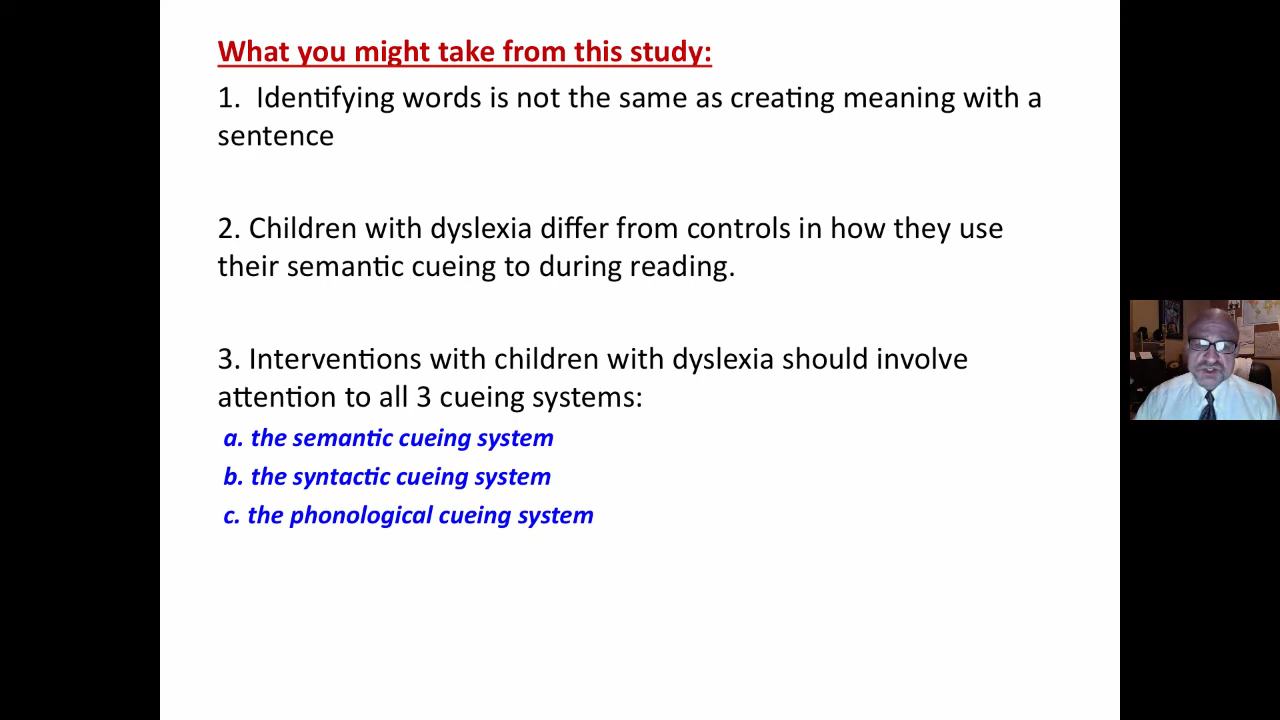 What you might take from this study:
1. Identifying words is not the same as creating meaning with a
sentence
2. Children with dyslexia differ from controls in how they use
their semantic cueing to during reading.
3. Interventions with children with dyslexia should involve
attention to all 3 cueing systems:
a. the semantic cueing system
b. the syntactic cueing system
c. the phonological cueing system